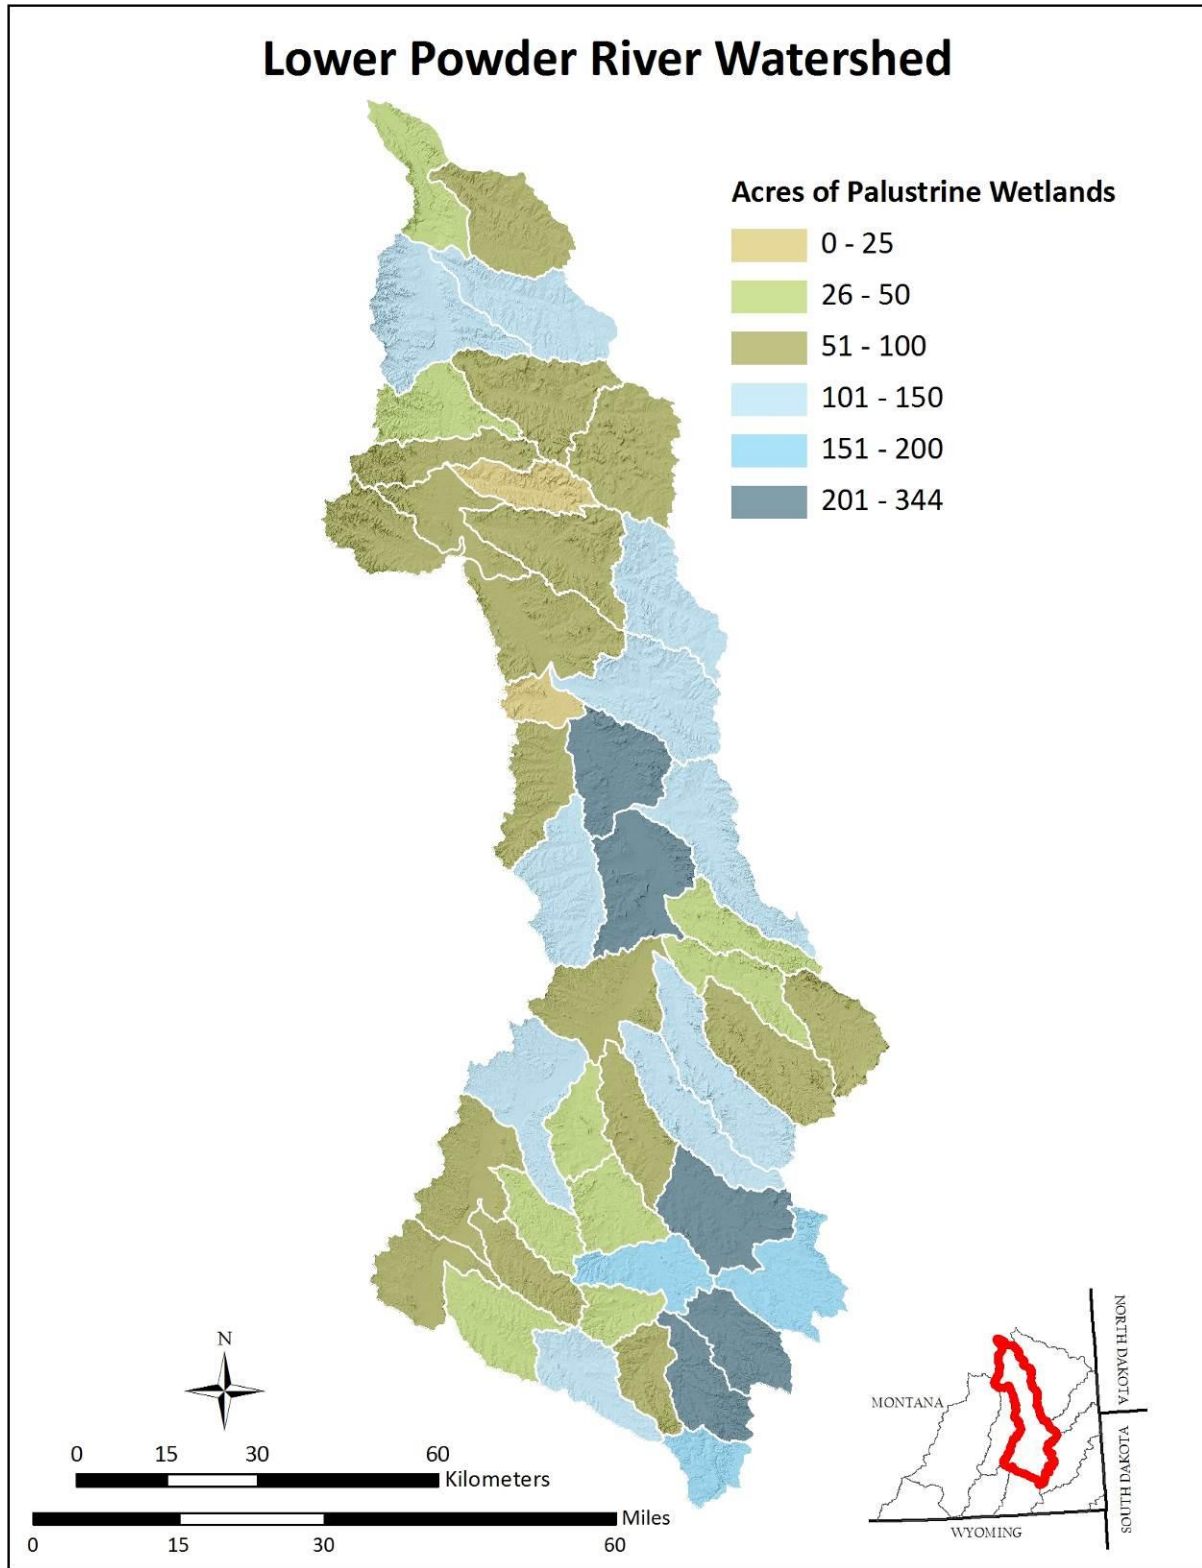 Lower Powder River Watershed
Acres of Palustrine Wetlands
0 - 25
26 - 50
51 - 100
101 - 150
151 - 200
201 - 344
N
0 15 30 60
Kilometers
Miles
0 15 30 60
MONTANA
NORTH DAKOTA
SOUTH DAKOTA
WYOMING